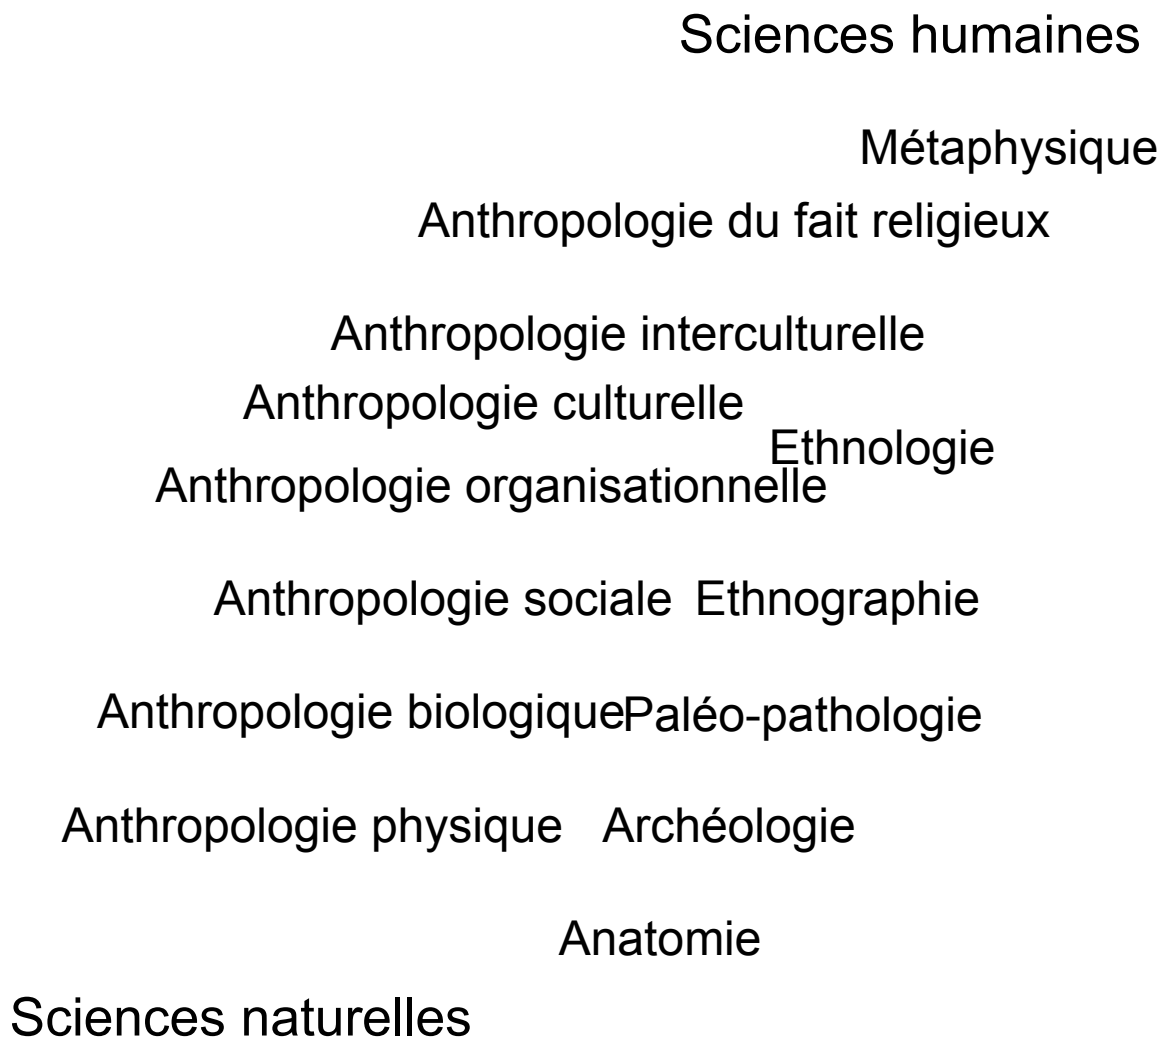 Sciences humaines
Métaphysique
Anthropologie du fait religieux
Anthropologie interculturelle
Anthropologie culturelle
Ethnologie
Anthropologie organisationnelle
Anthropologie sociale Ethnographie
Anthropologie biologique Paléo-pathologie
Anthropologie physique Archéologie
Anatomie
Sciences naturelles